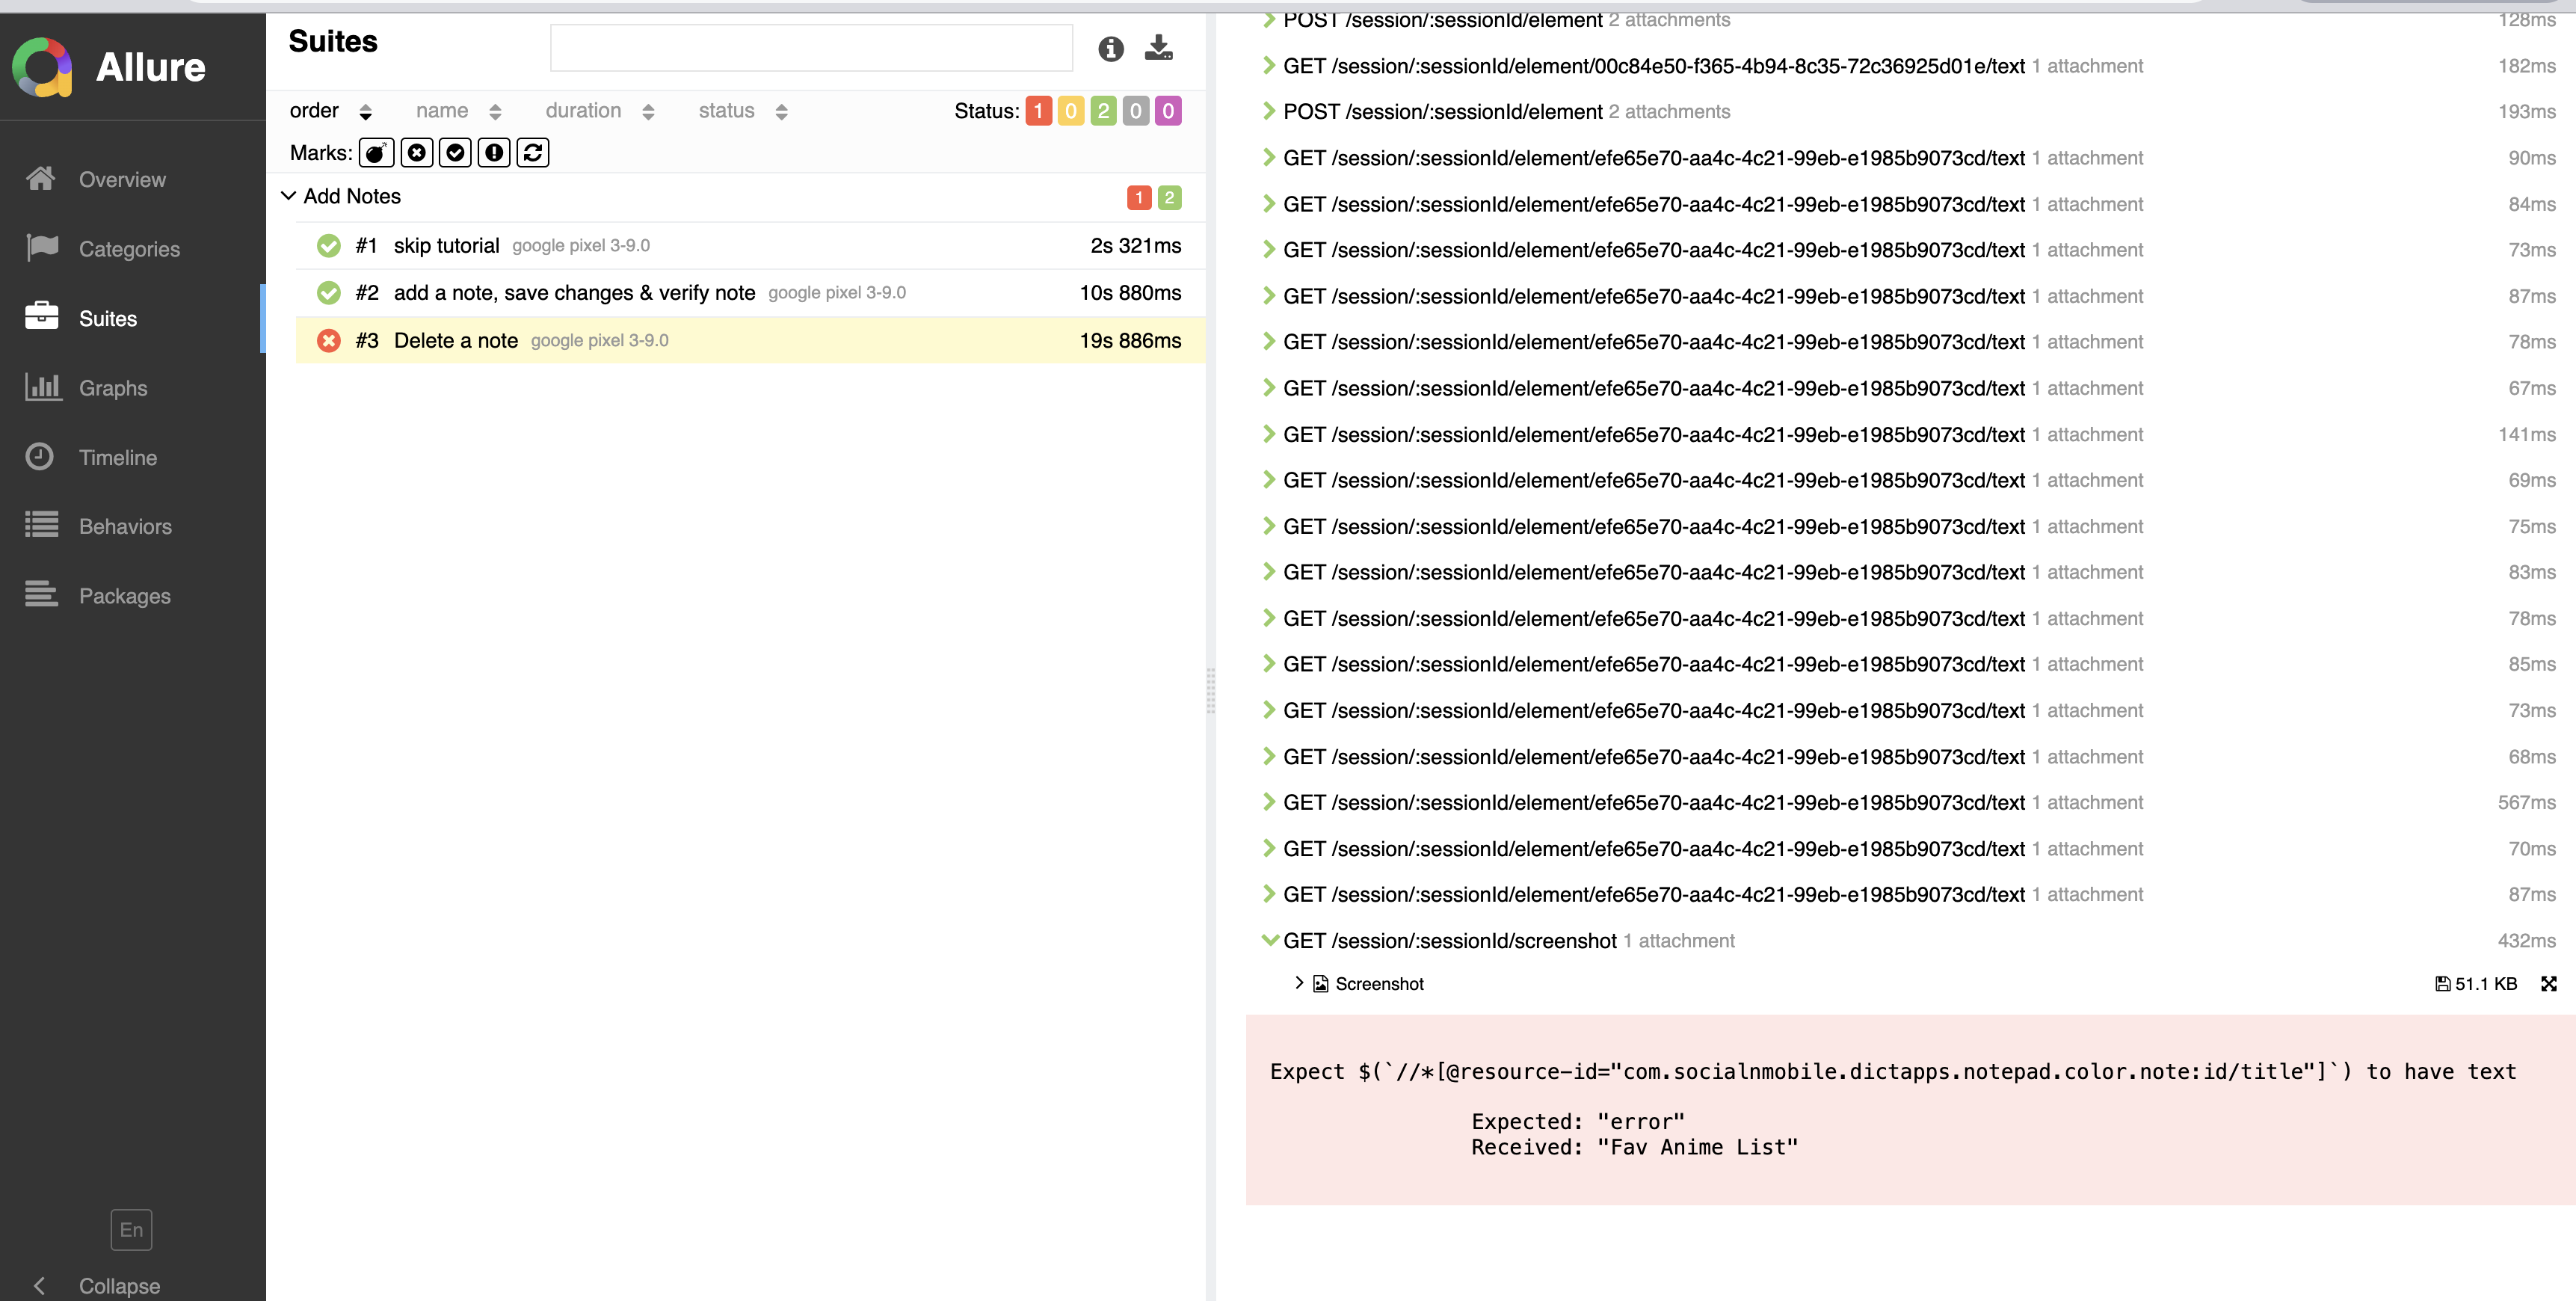 Allure
Overview
Categories
Suites
Graphs
Timeline
Behaviors
Packages
En
Collapse
Suites
order name duration status Status: 1 0 2 0 0
Marks:
Add Notes 1 2
#1 skip tutorial google pixel 3-9.0 2s 321ms
#2 add a note, save changes & verify note google pixel 3-9.0 10s 880ms
#3 Delete a note google pixel 3-9.0 19s 886ms
POST /session/:sessionId/element 2 attachments 128ms
GET /session/:sessionId/element/00c84e50-f365-4b94-8c35-72c36925d01e/text 1 attachment 182ms
POST /session/:sessionId/element 2 attachments 193ms
GET /session/:sessionId/element/efe65e70-aa4c-4c21-99eb-e1985b9073cd/text 1 attachment 90ms
GET /session/:sessionId/element/efe65e70-aa4c-4c21-99eb-e1985b9073cd/text 1 attachment 84ms
GET /session/:sessionId/element/efe65e70-aa4c-4c21-99eb-e1985b9073cd/text 1 attachment 73ms
GET /session/:sessionId/element/efe65e70-aa4c-4c21-99eb-e1985b9073cd/text 1 attachment 87ms
GET /session/:sessionId/element/efe65e70-aa4c-4c21-99eb-e1985b9073cd/text 1 attachment 78ms
GET /session/:sessionId/element/efe65e70-aa4c-4c21-99eb-e1985b9073cd/text 1 attachment 67ms
GET /session/:sessionId/element/efe65e70-aa4c-4c21-99eb-e1985b9073cd/text 1 attachment 141ms
GET /session/:sessionId/element/efe65e70-aa4c-4c21-99eb-e1985b9073cd/text 1 attachment 69ms
GET /session/:sessionId/element/efe65e70-aa4c-4c21-99eb-e1985b9073cd/text 1 attachment 75ms
GET /session/:sessionId/element/efe65e70-aa4c-4c21-99eb-e1985b9073cd/text 1 attachment 83ms
GET /session/:sessionId/element/efe65e70-aa4c-4c21-99eb-e1985b9073cd/text 1 attachment 78ms
GET /session/:sessionId/element/efe65e70-aa4c-4c21-99eb-e1985b9073cd/text 1 attachment 85ms
GET /session/:sessionId/element/efe65e70-aa4c-4c21-99eb-e1985b9073cd/text 1 attachment 73ms
GET /session/:sessionId/element/efe65e70-aa4c-4c21-99eb-e1985b9073cd/text 1 attachment 68ms
GET /session/:sessionId/element/efe65e70-aa4c-4c21-99eb-e1985b9073cd/text 1 attachment 567ms
GET /session/:sessionId/element/efe65e70-aa4c-4c21-99eb-e1985b9073cd/text 1 attachment 70ms
GET /session/:sessionId/element/efe65e70-aa4c-4c21-99eb-e1985b9073cd/text 1 attachment 87ms
GET /session/:sessionId/screenshot 1 attachment 432ms
Screenshot 51.1 KB
Expect $(`//*[@resource-id="com.socialnmobile.dictapps.notepad.color.note:id/title"]`) to have text
Expected: "error"
Received: "Fav Anime List"